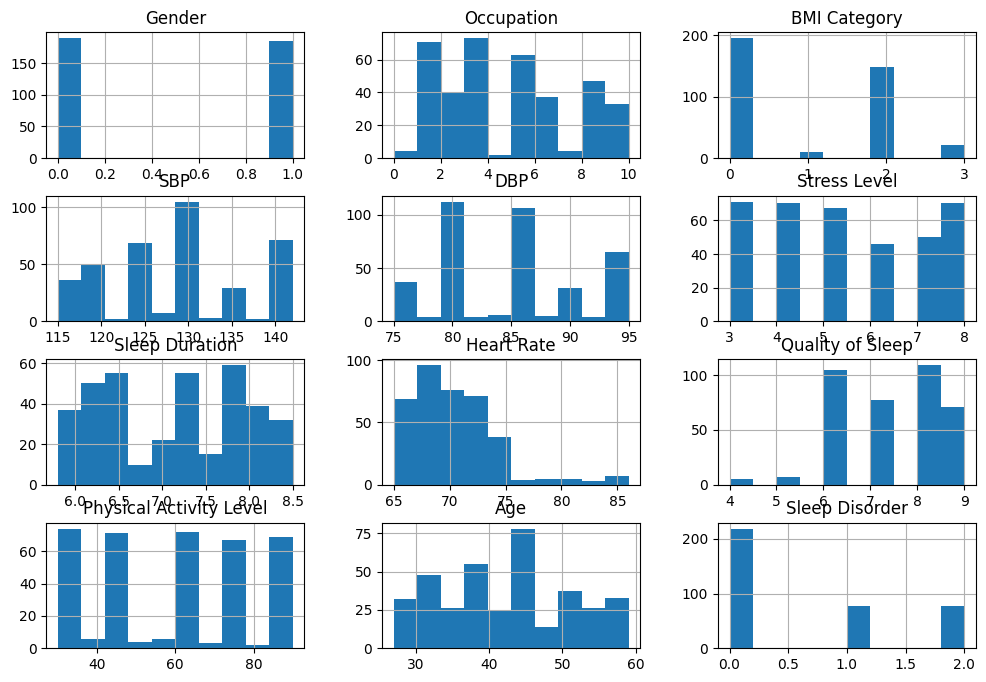 Gender
Occupation
BMI Category
150
100
50
0
0.0 0.2 0.4 0.6 0.8 1.0
60
40
20
0
0 2 4 6 8 10
200
100
0
0 1 2 3
SBP
DBP
Stress Level
100
50
0
115 120 125 130 135 140
100
50
0
75 80 85 90 95
60
40
20
0
3 4 5 6 7 8
Sleep Duration
Heart Rate
Quality of Sleep
60
40
20
0
6.0 6.5 7.0 7.5 8.0 8.5
100
50
0
65 70 75 80 85
100
50
0
4 5 6 7 8 9
Physical Activity Level
Age
Sleep Disorder
60
40
20
0
40 60 80
75
50
25
0
30 40 50 60
200
100
0
0.0 0.5 1.0 1.5 2.0